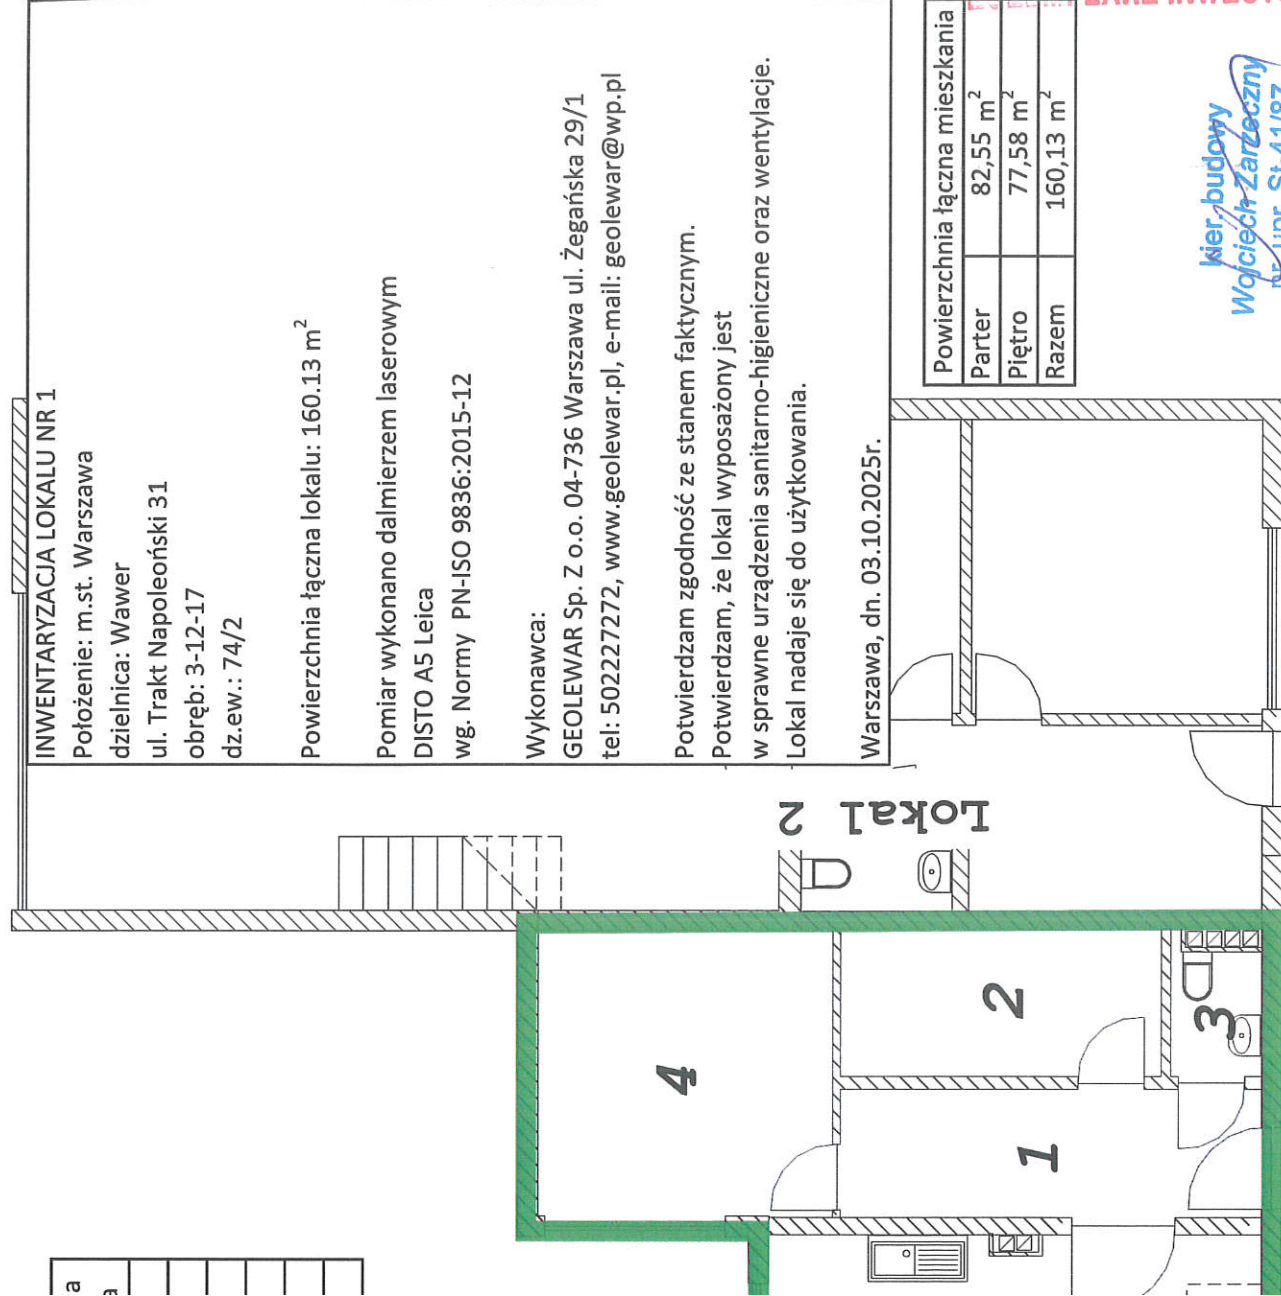 INWENTARYZACJA LOKALU NR 1
Położenie: m.st. Warszawa
dzielnica: Wawer
ul. Trakt Napoleoński 31
obręb: 3-12-17
dz.ew.: 74/2
Powierzchnia łączna lokalu: 160.13 m²
Pomiar wykonano dalmierzem laserowym
DISTO A5 Leica
wg. Normy PN-ISO 9836:2015-12
Wykonawca:
GEOLEWAR Sp. Z o.o. 04-736 Warszawa ul. Żegańska 29/1
tel: 502227272, www.geolewar.pl, e-mail: geolewar@wp.pl
Potwierdzam zgodność ze stanem faktycznym.
Potwierdzam, że lokal wyposażony jest
w sprawne urządzenia sanitarno-higieniczne oraz wentylacje.
Lokal nadaje się do użytkowania.
Warszawa, dn. 03.10.2025r.
Powierzchnia łączna mieszkania
Parter 82,55 m²
Piętro 77,58 m²
Razem 160,13 m²
kier. budowy
Wojciech Zarzeczny
nr. upr. St-41/87
Lokal 2
4
2
3
1